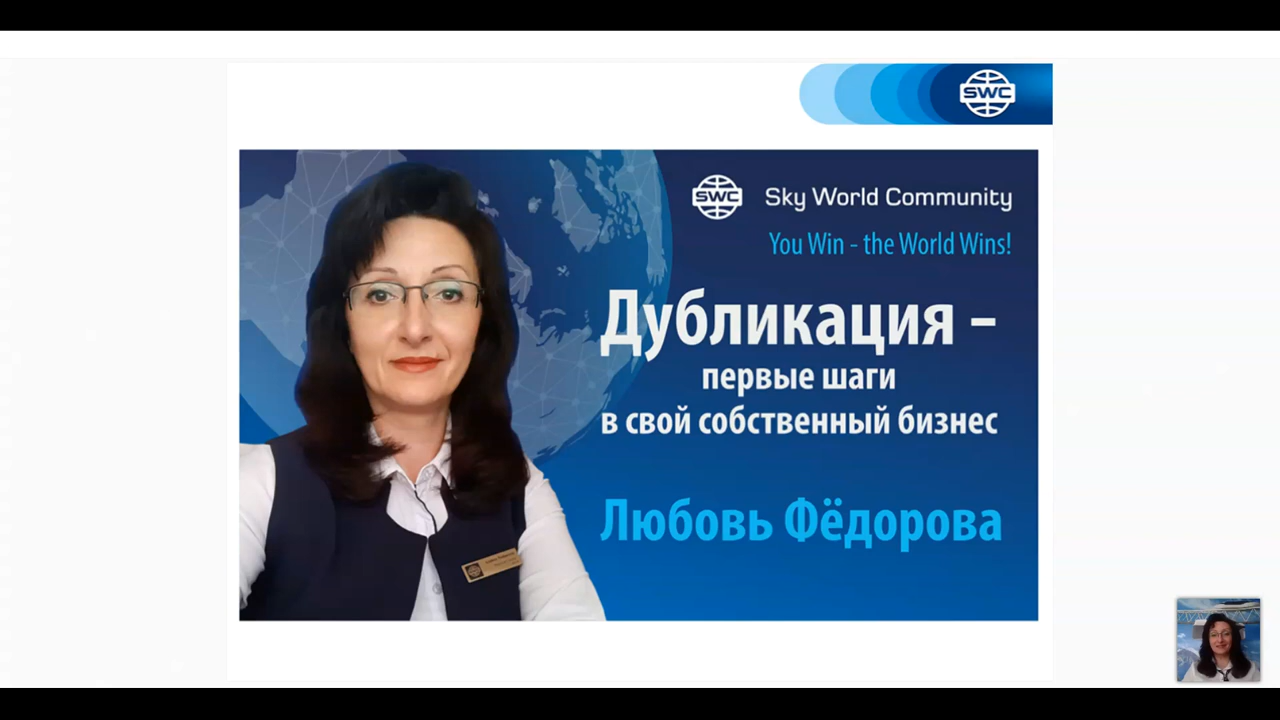 SWC
SWC Sky World Community
You Win - the World Wins!
Дубликация –
первые шаги
в свой собственный бизнес
Любовь Фёдорова